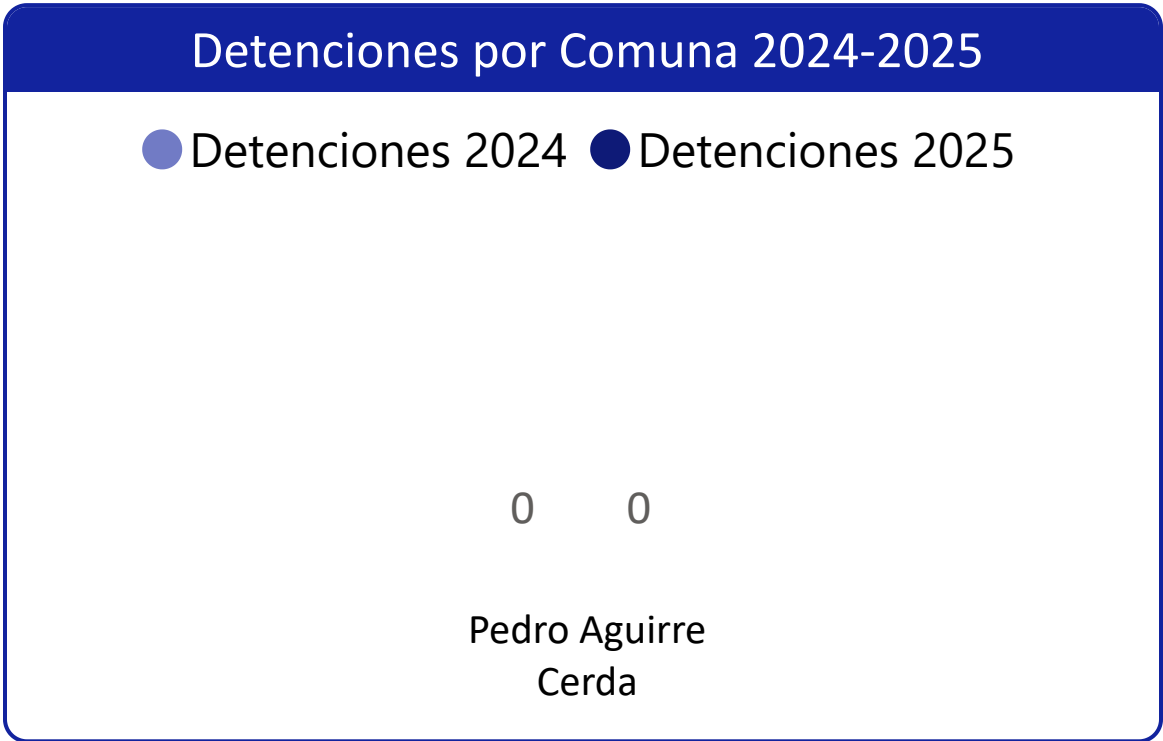 Detenciones por Comuna 2024-2025
Detenciones 2024 Detenciones 2025
0 0
Pedro Aguirre
Cerda